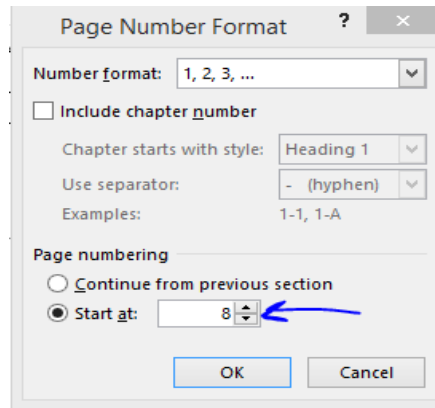 Page Number Format ? ×
Number format: 1, 2, 3, ...
Include chapter number
Chapter starts with style: Heading 1
Use separator: - (hyphen)
Examples: 1-1, 1-A
Page numbering
Continue from previous section
Start at: 8
OK Cancel